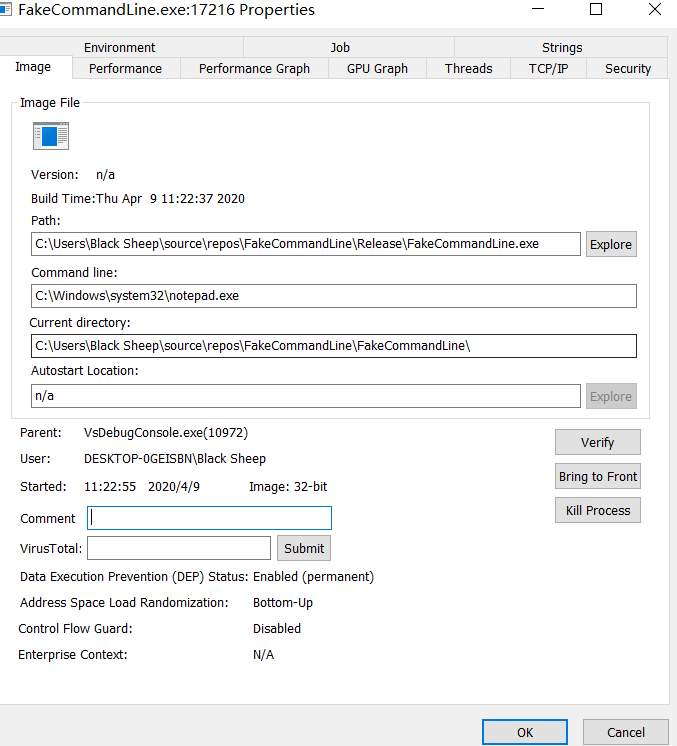 FakeCommandLine.exe:17216 Properties
Environment Job Strings
Image Performance Performance Graph GPU Graph Threads TCP/IP Security
Image File
Version: n/a
Build Time:Thu Apr  9 11:22:37 2020
Path:
C:\Users\Black Sheep\source\repos\FakeCommandLine\Release\FakeCommandLine.exe Explore
Command line:
C:\Windows\system32\notepad.exe
Current directory:
C:\Users\Black Sheep\source\repos\FakeCommandLine\FakeCommandLine\
Autostart Location:
n/a Explore
Parent: VsDebugConsole.exe(10972)
Verify
User: DESKTOP-0GEISBN\Black Sheep
Bring to Front
Started: 11:22:55 2020/4/9 Image: 32-bit
Kill Process
Comment
VirusTotal: Submit
Data Execution Prevention (DEP) Status: Enabled (permanent)
Address Space Load Randomization: Bottom-Up
Control Flow Guard: Disabled
Enterprise Context: N/A
OK Cancel